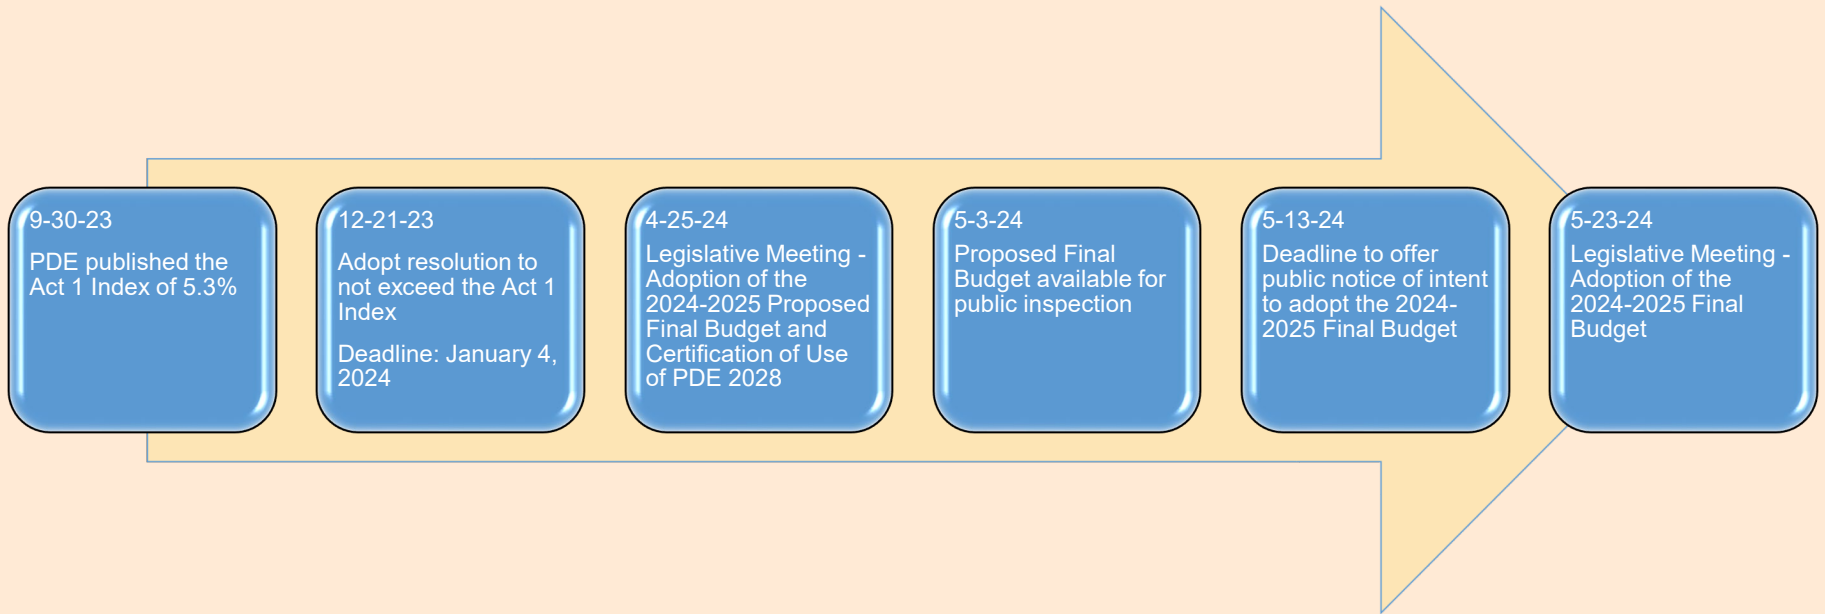 9-30-23
PDE published the
Act 1 Index of 5.3%
12-21-23
Adopt resolution to
not exceed the Act 1
Index
Deadline: January 4,
2024
4-25-24
Legislative Meeting -
Adoption of the
2024-2025 Proposed
Final Budget and
Certification of Use
of PDE 2028
5-3-24
Proposed Final
Budget available for
public inspection
5-13-24
Deadline to offer
public notice of intent
to adopt the 2024-
2025 Final Budget
5-23-24
Legislative Meeting -
Adoption of the
2024-2025 Final
Budget